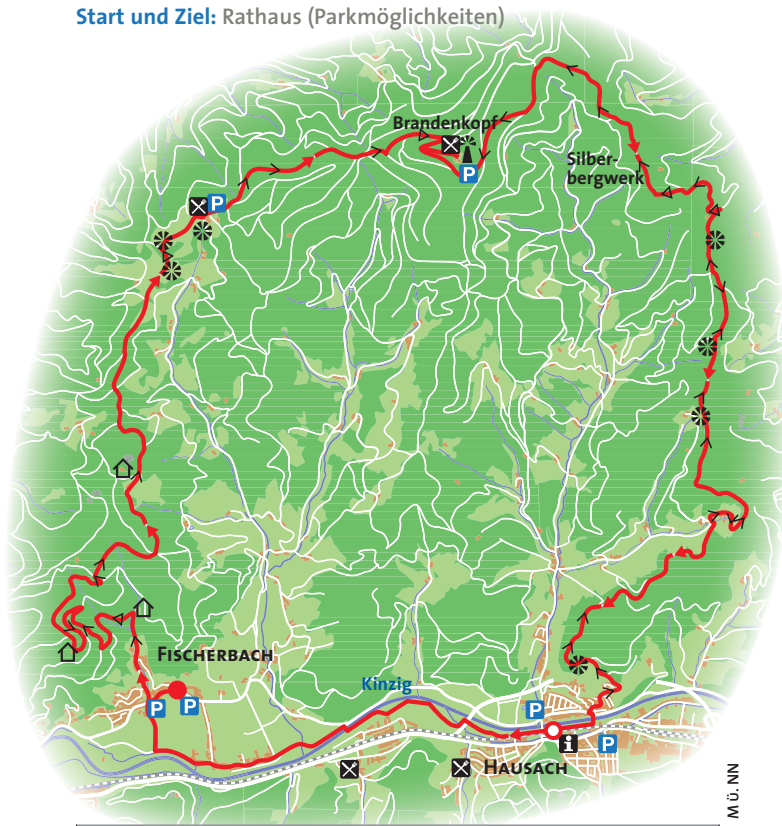 Start und Ziel: Rathaus (Parkmöglichkeiten)
Brandenkopf
P
Silber-
bergwerk
P
Fischerbach
Kinzig
P
P
P
i
P
Hausach
M Ü. NN